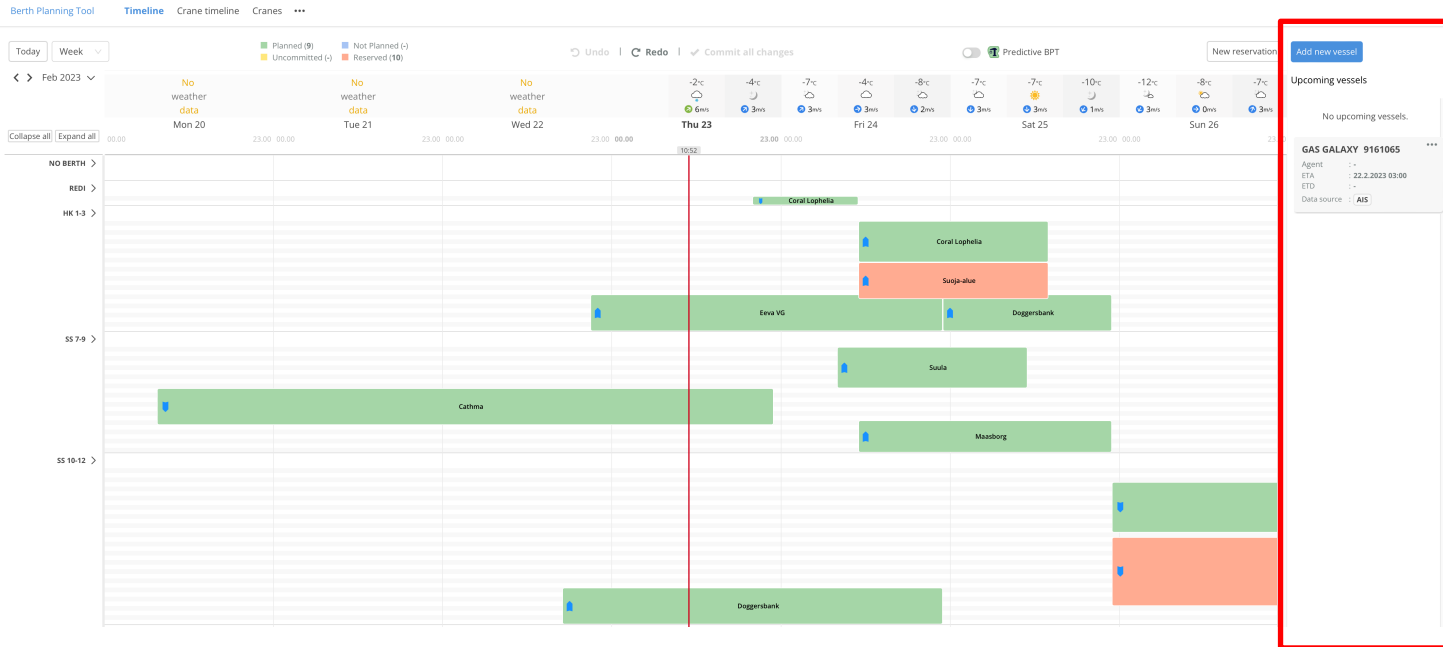 Berth Planning Tool Timeline Crane timeline Cranes •••
Today Week
Planned (9) Not Planned (-)
Uncommitted (-) Reserved (10)
Undo | Redo | Commit all changes
Predictive BPT
New reservation
Add new vessel
Feb 2023
Upcoming vessels
No weather data
No weather data
No weather data
-2°C -4°C -7°C -4°C -8°C -7°C -7°C -10°C -12°C -8°C -7°C
6m/s 3m/s 3m/s 3m/s 2m/s 3m/s 3m/s 1m/s 3m/s 0m/s 3m/s
Mon 20 Tue 21 Wed 22 Thu 23 Fri 24 Sat 25 Sun 26
No upcoming vessels.
Collapse all Expand all
00.00 23.00 00.00 23.00 00.00 23.00 00.00 23.00 00.00 23.00 00.00 23.00 00.00
10:52
GAS GALAXY 9161065 •••
Agent : -
ETA : 22.2.2023 03:00
ETD : -
Data source : AIS
NO BERTH
REDI
Coral Lophelia
HK 1-3
Coral Lophelia
Suoja-alue
Eeva VG Doggersbank
SS 7-9
Suula
Cathma
Maasborg
SS 10-12
Doggersbank